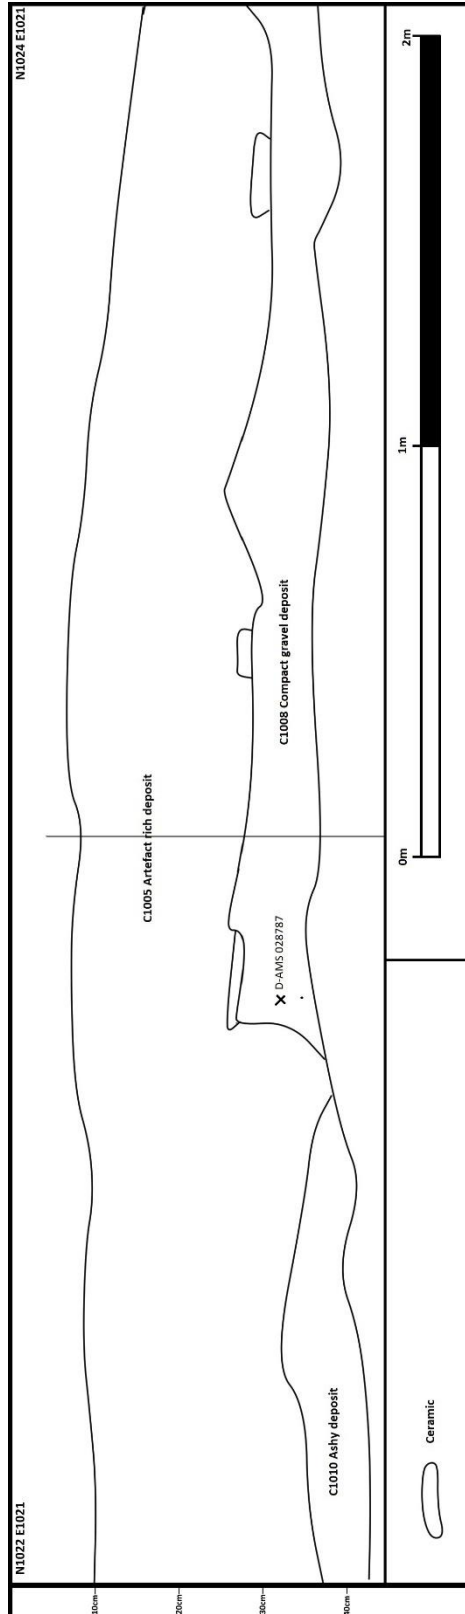 N1022 E1021
N1024 E1021
10cm
20cm
30cm
40cm
C1005 Artefact rich deposit
C1008 Compact gravel deposit
D-AMS 028787
C1010 Ashy deposit
Ceramic
0m
1m
2m